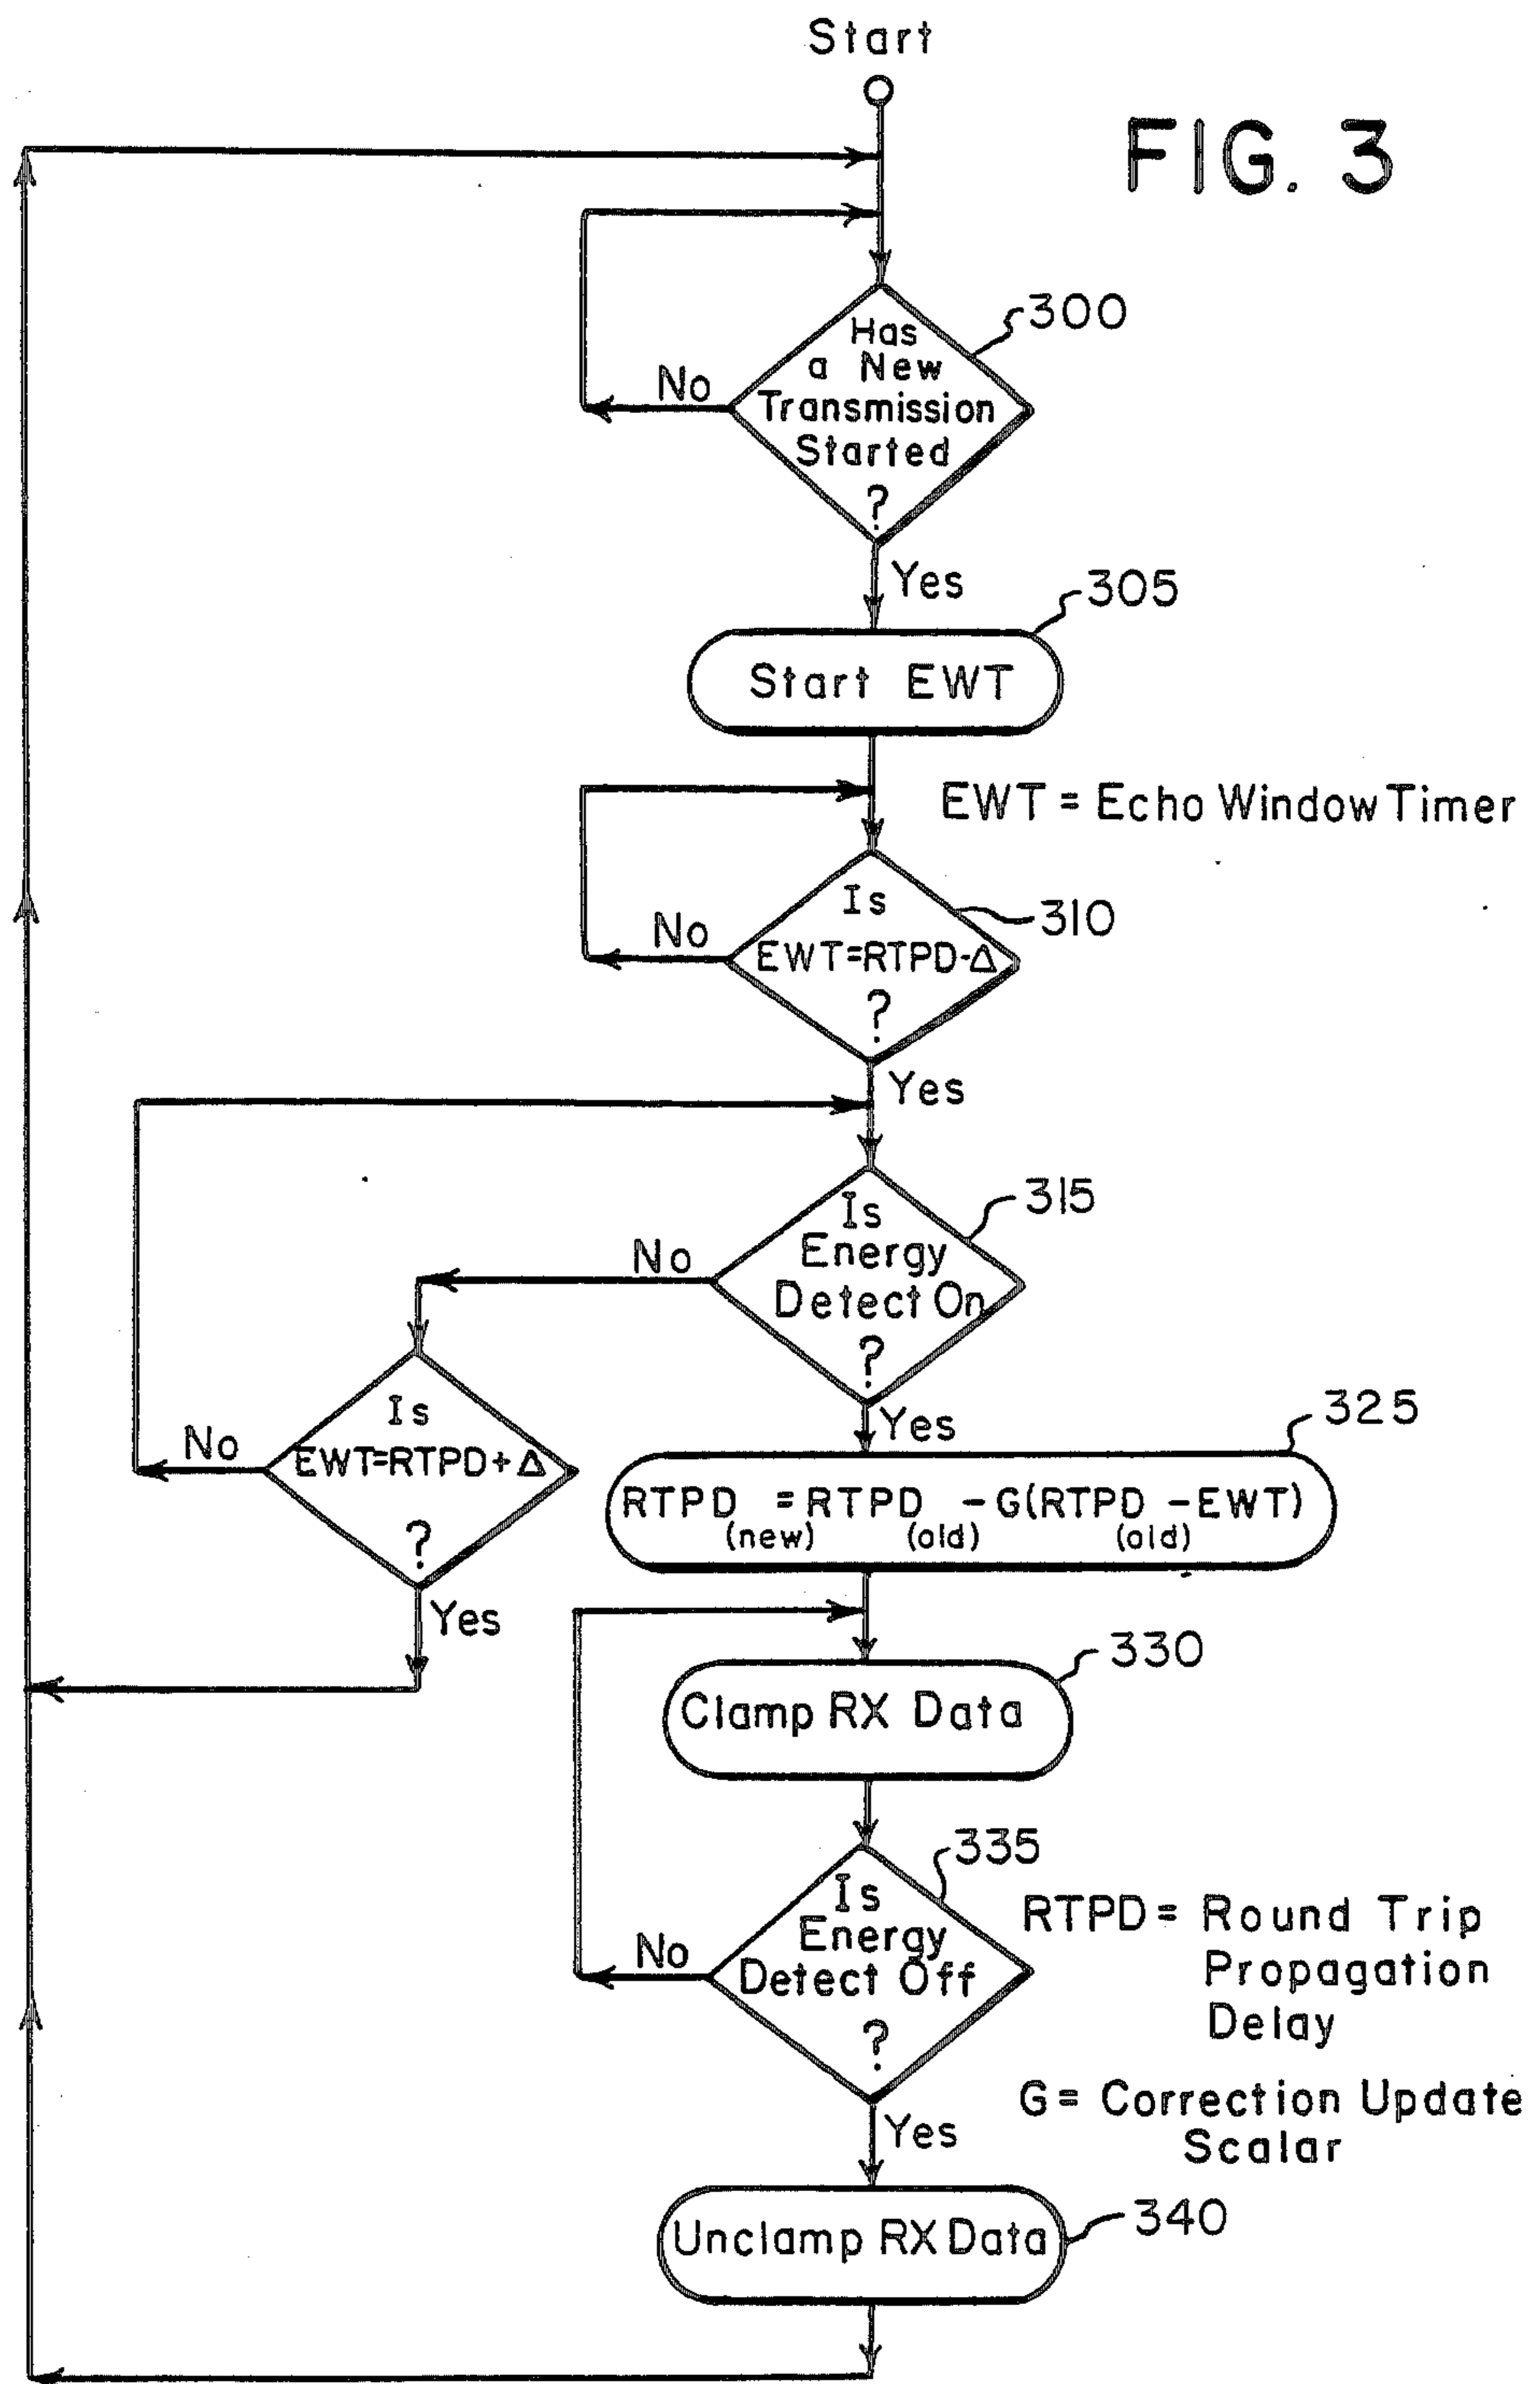 Start
FIG. 3
300
Has
a New
Transmission
Started
?
No
Yes
305
Start EWT
EWT = Echo Window Timer
310
Is
EWT=RTPD-Δ
?
No
Yes
315
Is
Energy
Detect On
?
No
Yes
Is
EWT=RTPD+Δ
?
No
Yes
325
RTPD(new) = RTPD(old) - G(RTPD(old) - EWT)
330
Clamp RX Data
335
Is
Energy
Detect Off
?
No
Yes
RTPD = Round Trip
Propagation
Delay
G = Correction Update
Scalar
340
Unclamp RX Data